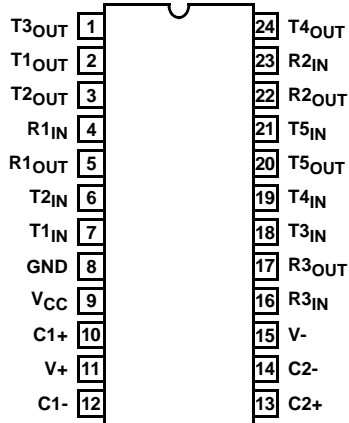 T3OUT 1 24 T4OUT
T1OUT 2 23 R2IN
T2OUT 3 22 R2OUT
R1IN 4 21 T5IN
R1OUT 5 20 T5OUT
T2IN 6 19 T4IN
T1IN 7 18 T3IN
GND 8 17 R3OUT
VCC 9 16 R3IN
C1+ 10 15 V-
V+ 11 14 C2-
C1- 12 13 C2+